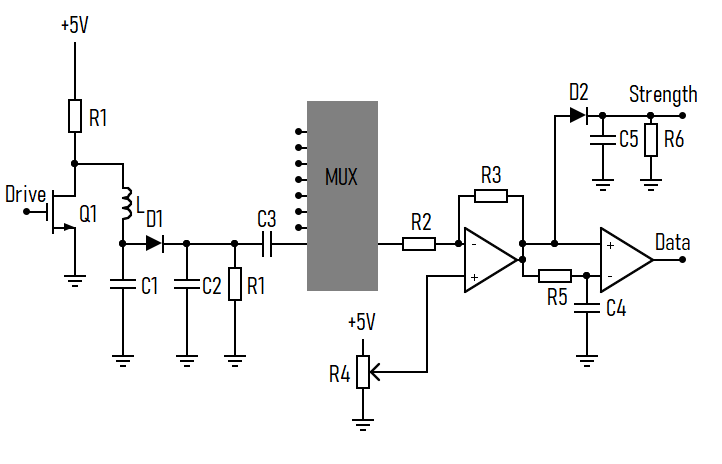 +5V
R1
Drive
Q1
L
D1
C1
C2
R1
C3
MUX
R2
R3
-
+
+5V
R4
D2
Strength
C5
R6
+
-
Data
R5
C4